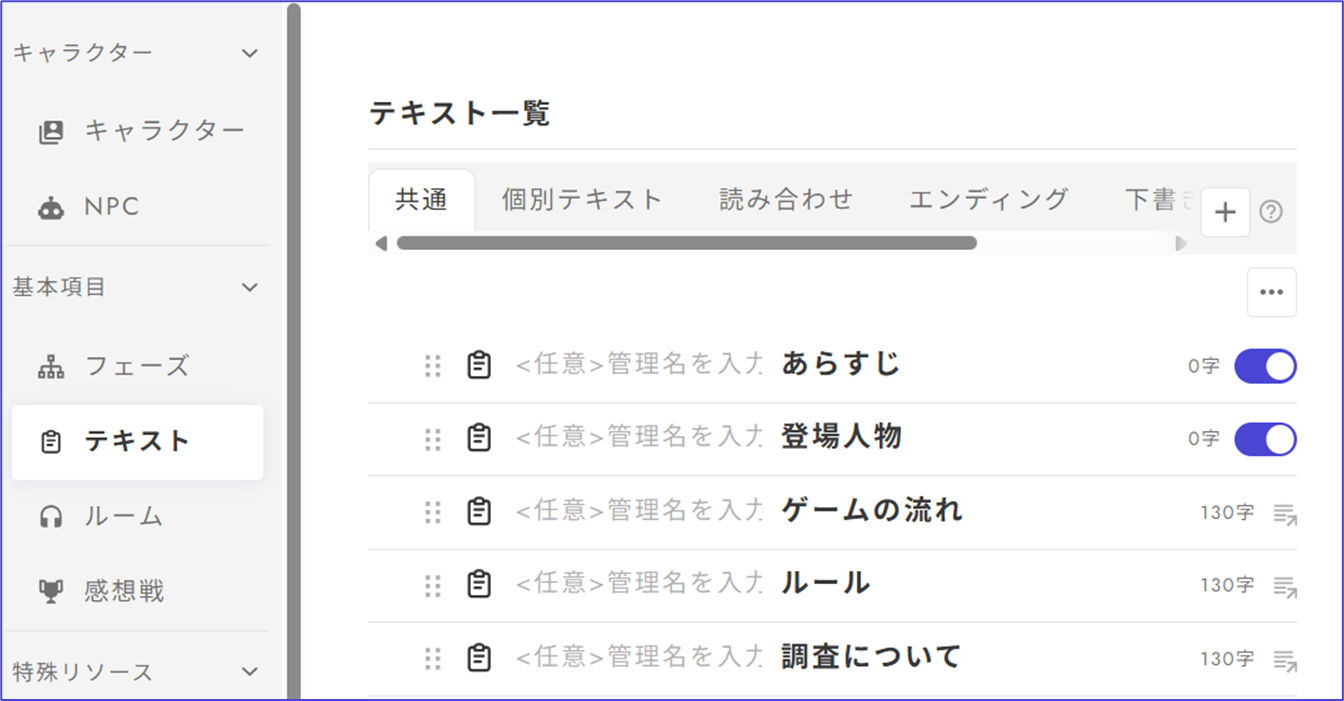 キャラクター
キャラクター
NPC
基本項目
フェーズ
テキスト
ルーム
感想戦
特殊リソース
テキスト一覧
共通 個別テキスト 読み合わせ エンディング 下書き
<任意>管理名を入力 あらすじ 0字
<任意>管理名を入力 登場人物 0字
<任意>管理名を入力 ゲームの流れ 130字
<任意>管理名を入力 ルール 130字
<任意>管理名を入力 調査について 130字